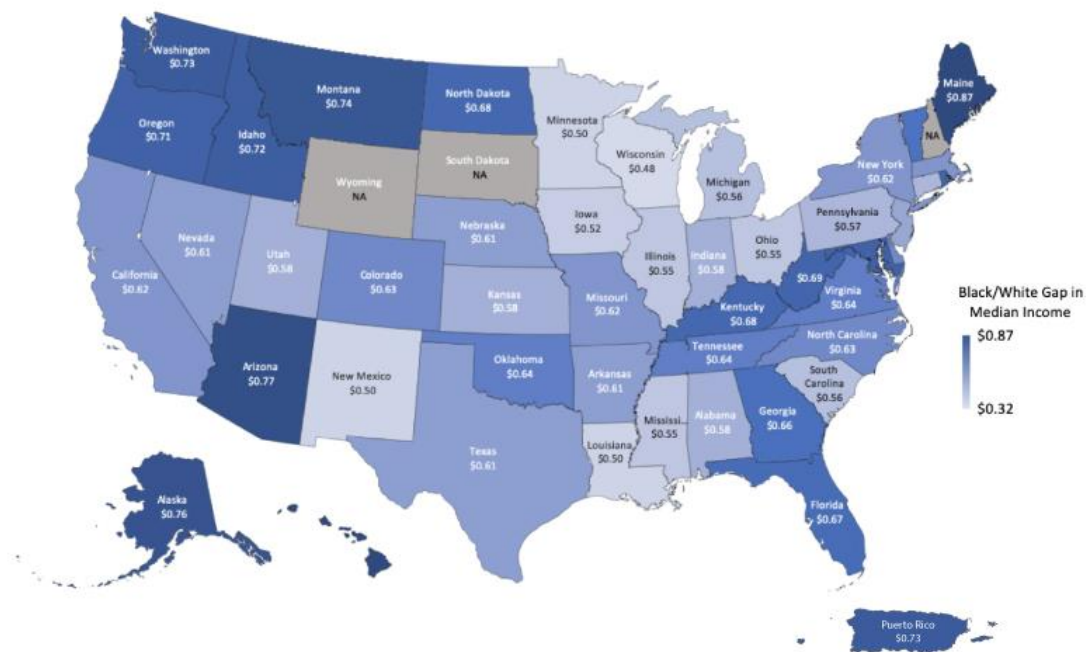 Washington
$0.73
Montana
$0.74
North Dakota
$0.68
Minnesota
$0.50
Maine
$0.87
Oregon
$0.71
Idaho
$0.72
South Dakota
NA
Wisconsin
$0.48
NA
Wyoming
NA
Michigan
$0.56
New York
$0.62
Iowa
$0.52
Pennsylvania
$0.57
Nebraska
$0.61
Nevada
$0.61
Utah
$0.58
Illinois
$0.55
Indiana
$0.58
Ohio
$0.55
California
$0.62
Colorado
$0.63
Kansas
$0.58
Missouri
$0.62
$0.69
Virginia
$0.64
Kentucky
$0.68
Black/White Gap in
Median Income
$0.87
$0.32
Arizona
$0.77
New Mexico
$0.50
Oklahoma
$0.64
Arkansas
$0.61
Tennessee
$0.64
North Carolina
$0.63
South
Carolina
$0.56
Mississi...
$0.55
Alabama
$0.58
Georgia
$0.66
Texas
$0.61
Louisiana
$0.50
Florida
$0.67
Alaska
$0.76
Puerto Rico
$0.73